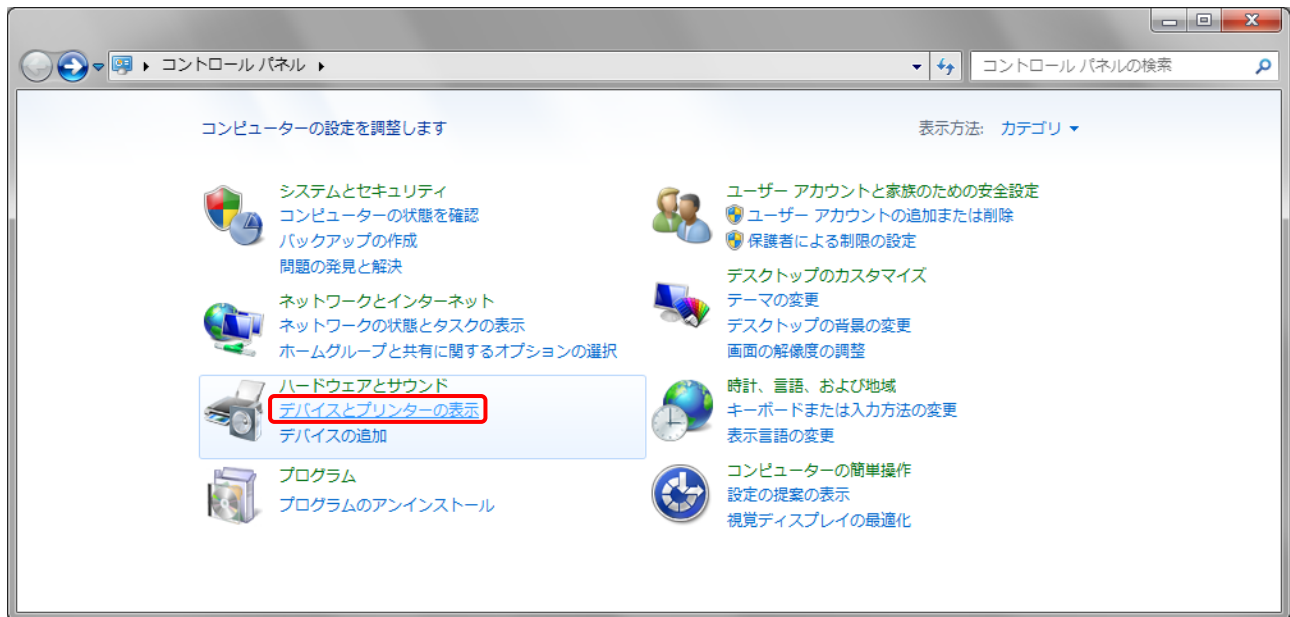 コントロール パネル
コントロール パネルの検索
コンピューターの設定を調整します
表示方法: カテゴリ
システムとセキュリティ
コンピューターの状態を確認
バックアップの作成
問題の発見と解決
ネットワークとインターネット
ネットワークの状態とタスクの表示
ホームグループと共有に関するオプションの選択
ハードウェアとサウンド
デバイスとプリンターの表示
デバイスの追加
プログラム
プログラムのアンインストール
ユーザー アカウントと家族のための安全設定
ユーザー アカウントの追加または削除
保護者による制限の設定
デスクトップのカスタマイズ
テーマの変更
デスクトップの背景の変更
画面の解像度の調整
時計、言語、および地域
キーボードまたは入力方法の変更
表示言語の変更
コンピューターの簡単操作
設定の提案の表示
視覚ディスプレイの最適化